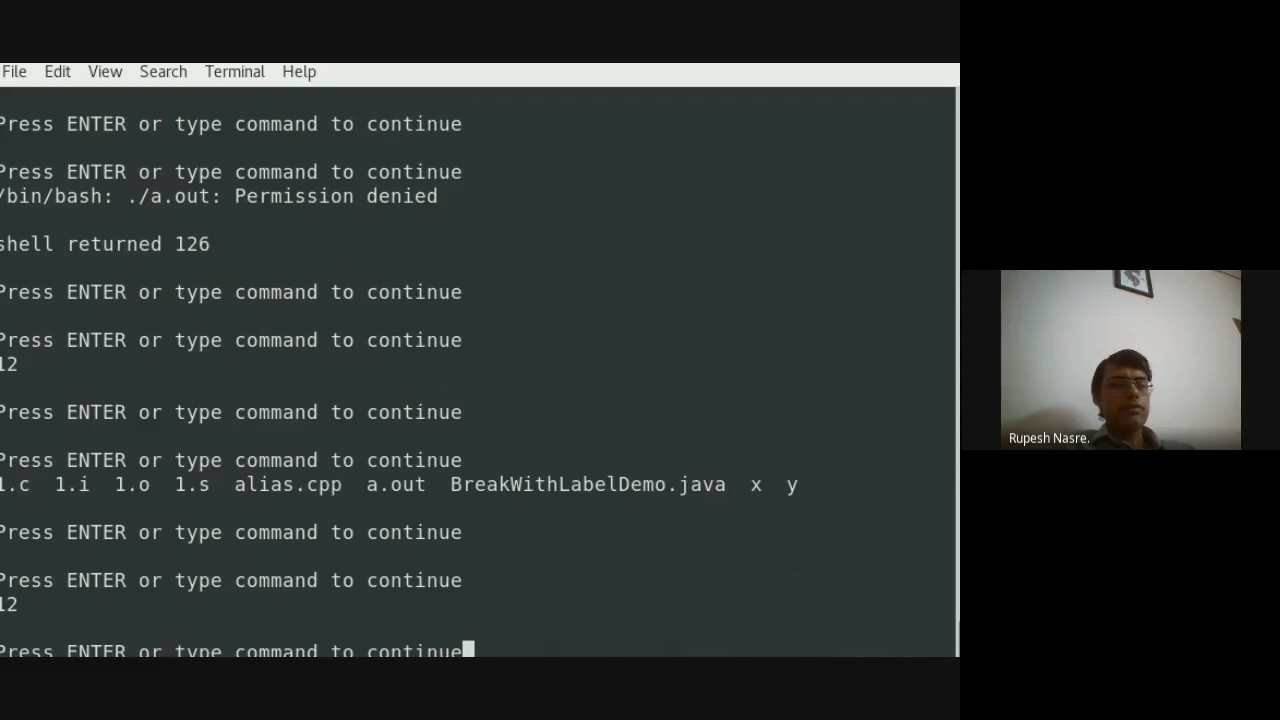 File Edit View Search Terminal Help
Press ENTER or type command to continue
Press ENTER or type command to continue
/bin/bash: ./a.out: Permission denied
shell returned 126
Press ENTER or type command to continue
Press ENTER or type command to continue
12
Press ENTER or type command to continue
Press ENTER or type command to continue
1.c 1.i 1.o 1.s alias.cpp a.out BreakWithLabelDemo.java x y
Press ENTER or type command to continue
Press ENTER or type command to continue
12
Press ENTER or type command to continue
Rupesh Nasre.